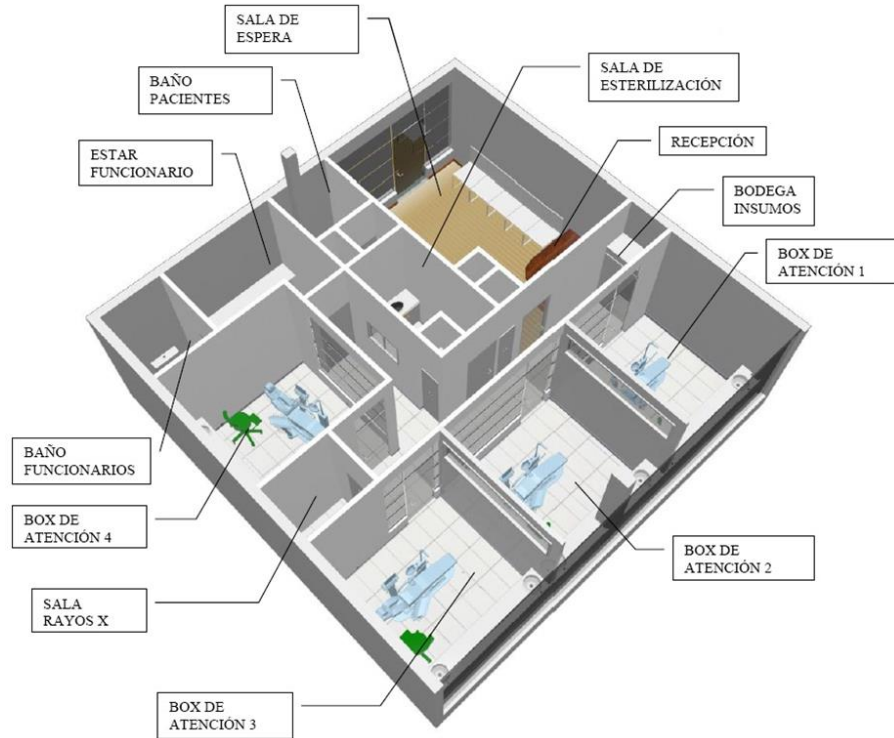 SALA DE
ESPERA
SALA DE
ESTERILIZACIÓN
BAÑO
PACIENTES
RECEPCIÓN
ESTAR
FUNCIONARIO
BODEGA
INSUMOS
BOX DE
ATENCIÓN 1
BAÑO
FUNCIONARIOS
BOX DE
ATENCIÓN 4
BOX DE
ATENCIÓN 2
SALA
RAYOS X
BOX DE
ATENCIÓN 3